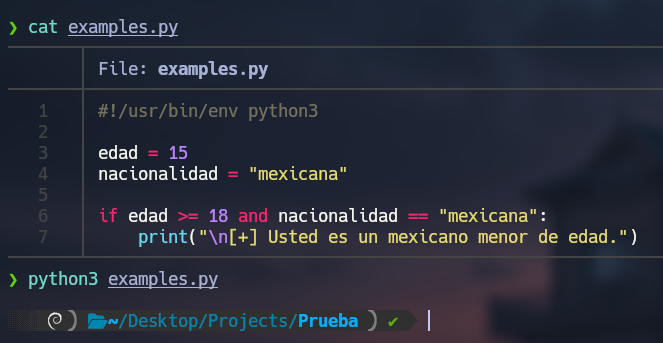 ❯ cat examples.py
File: examples.py
1 #!/usr/bin/env python3
2
3 edad = 15
4 nacionalidad = "mexicana"
5
6 if edad >= 18 and nacionalidad == "mexicana":
7     print("\n[+] Usted es un mexicano menor de edad.")
❯ python3 examples.py
~/Desktop/Projects/Prueba ) ✔